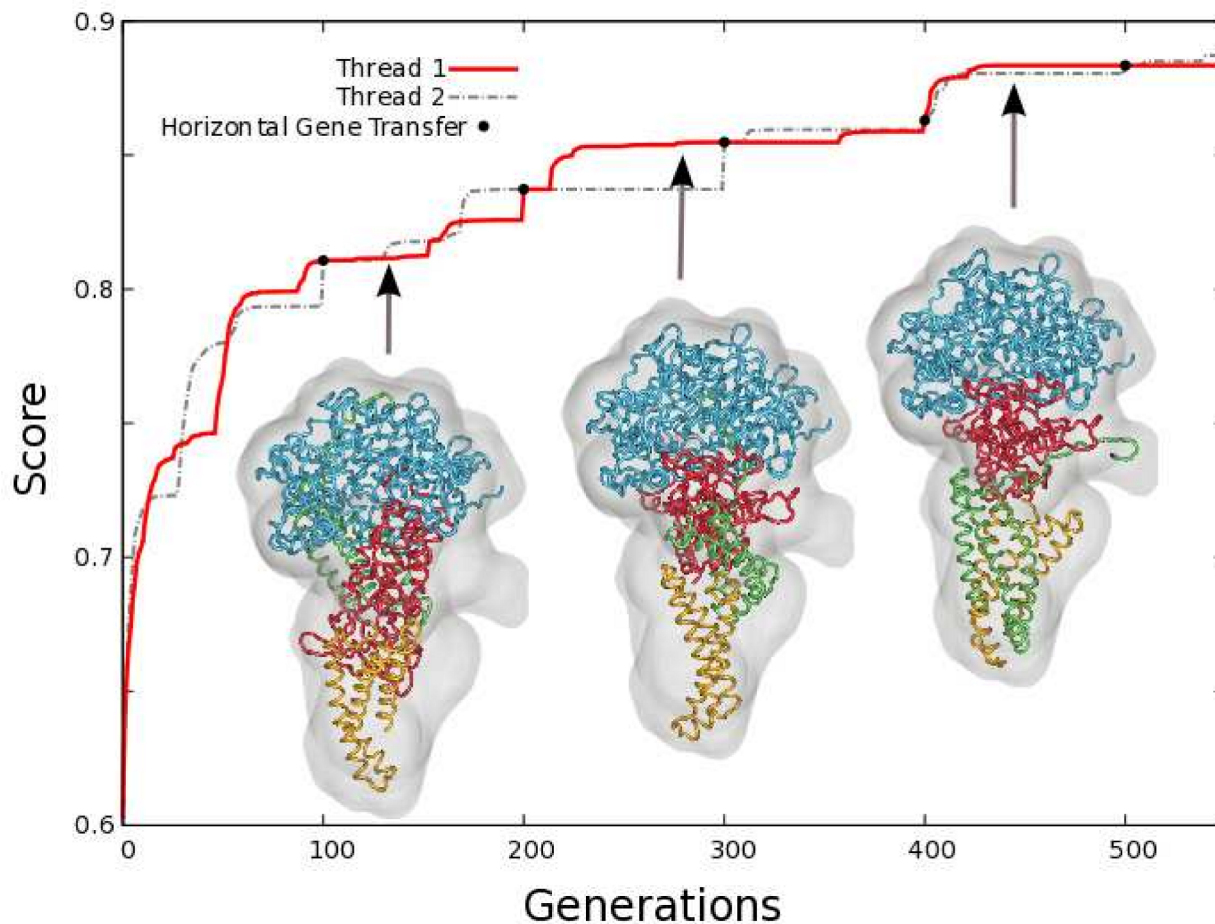 0.9
Thread 1
Thread 2
Horizontal Gene Transfer
0.8
Score
0.7
0.6
0 100 200 300 400 500
Generations